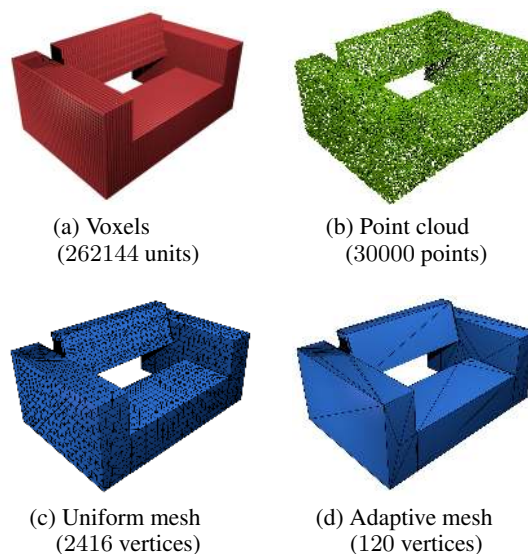 (a) Voxels
(262144 units)
(b) Point cloud
(30000 points)
(c) Uniform mesh
(2416 vertices)
(d) Adaptive mesh
(120 vertices)